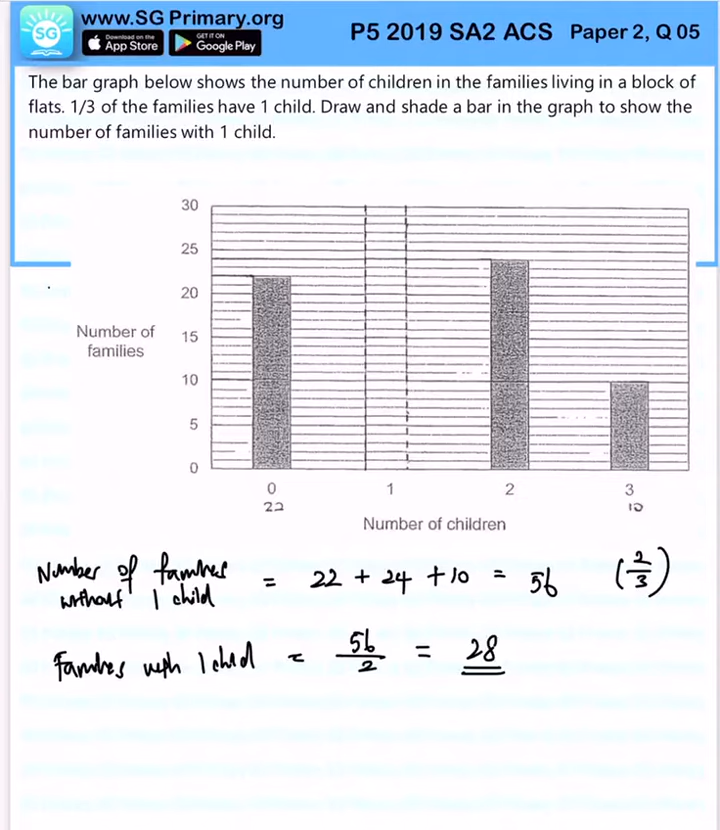 www.SG Primary.org
SG
Download on the
App Store
GET IT ON
Google Play
P5 2019 SA2 ACS Paper 2, Q 05
The bar graph below shows the number of children in the families living in a block of
flats. 1/3 of the families have 1 child. Draw and shade a bar in the graph to show the
number of families with 1 child.
30
25
20
Number of
families
15
10
5
0
0 1 2 3
22 10
Number of children
Number of families
without 1 child = 22 + 24 + 10 = 56 (2/3)
families with 1 child = 56/2 = 28